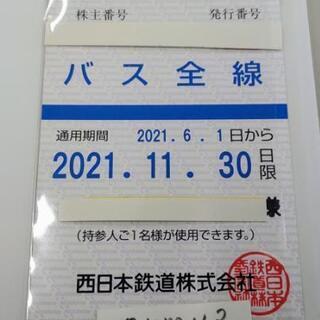 株主番号 発行番号
バス全線
通用期間 2021.6.1日から
2021.11.30日限
(持参人ご1名様が使用できます。)
西日本鉄道株式会社